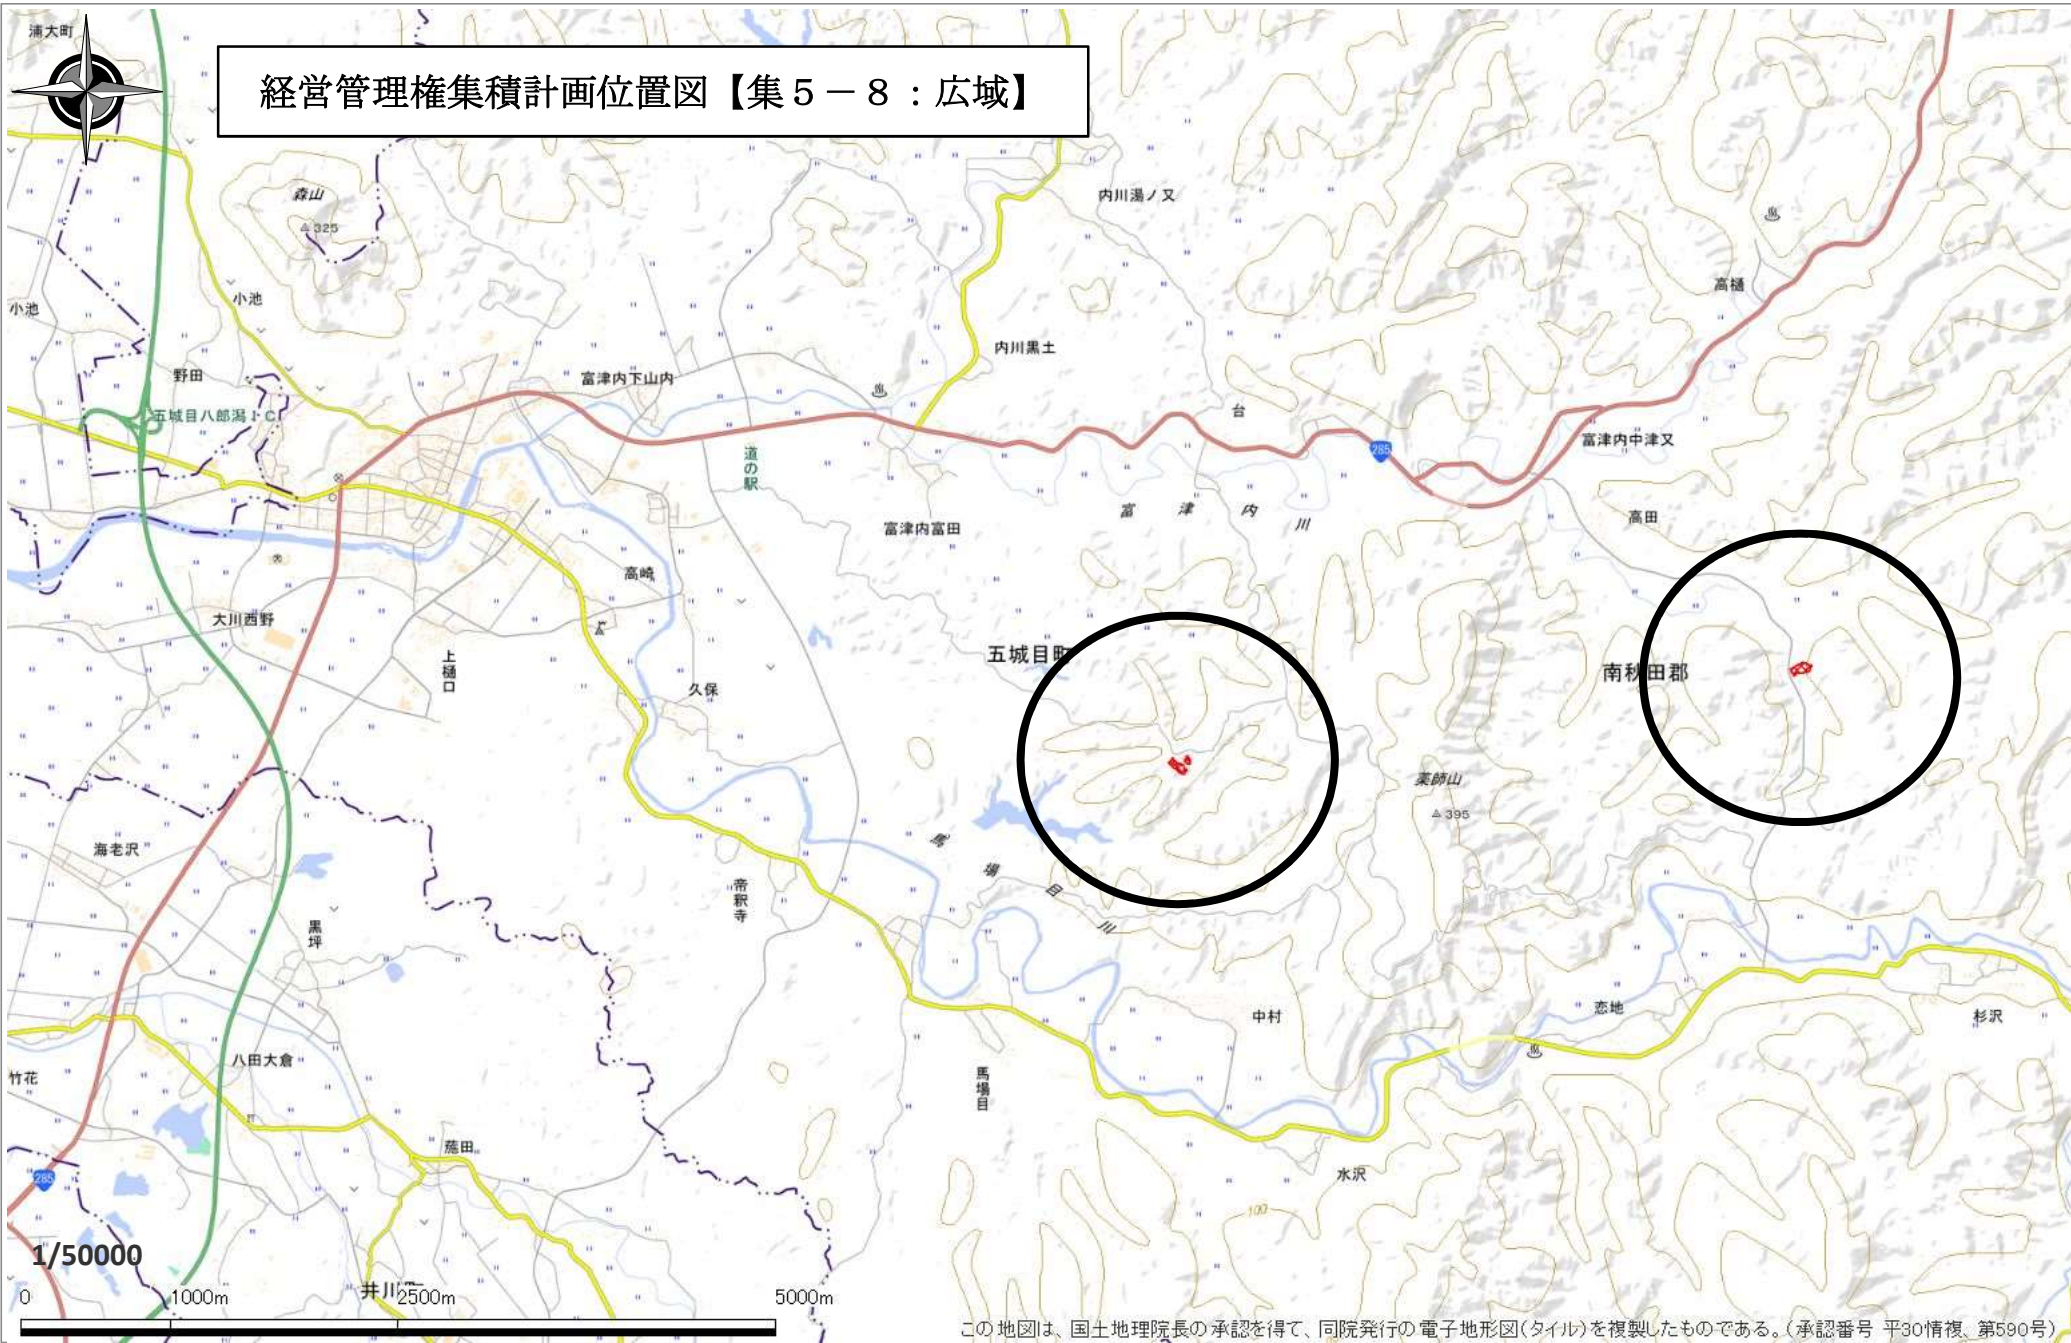 浦大町
経営管理権集積計画位置図【集５－８：広域】
森山
325
内川湯ノ又
小池
小池
高樋
内川黒土
野田
富津内下山内
五城目八郎潟ＩＣ
台
285
富津内中津又
道の駅
富津内川
富津内富田
高田
高崎
大川西野
上樋口
五城目町
南秋田郡
久保
薬師山
395
馬場目川
海老沢
帝釈寺
黒坪
中村
恋地
杉沢
八田大倉
竹花
馬場目
蓙田
水沢
285
100
1/50000
井川町
0
1000m
2500m
5000m
この地図は、国土地理院長の承認を得て、同院発行の電子地形図(タイル)を複製したものである。(承認番号 平30情複、第590号)